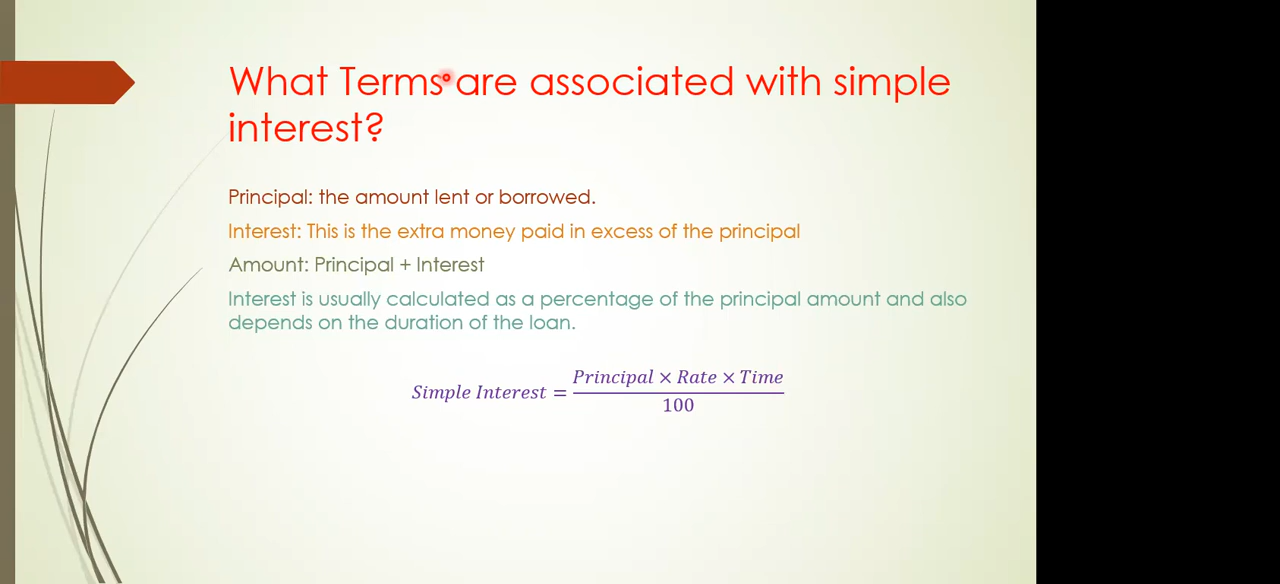 What Terms are associated with simple
interest?
Principal: the amount lent or borrowed.
Interest: This is the extra money paid in excess of the principal
Amount: Principal + Interest
Interest is usually calculated as a percentage of the principal amount and also
depends on the duration of the loan.
Simple Interest = Principal × Rate × Time
100